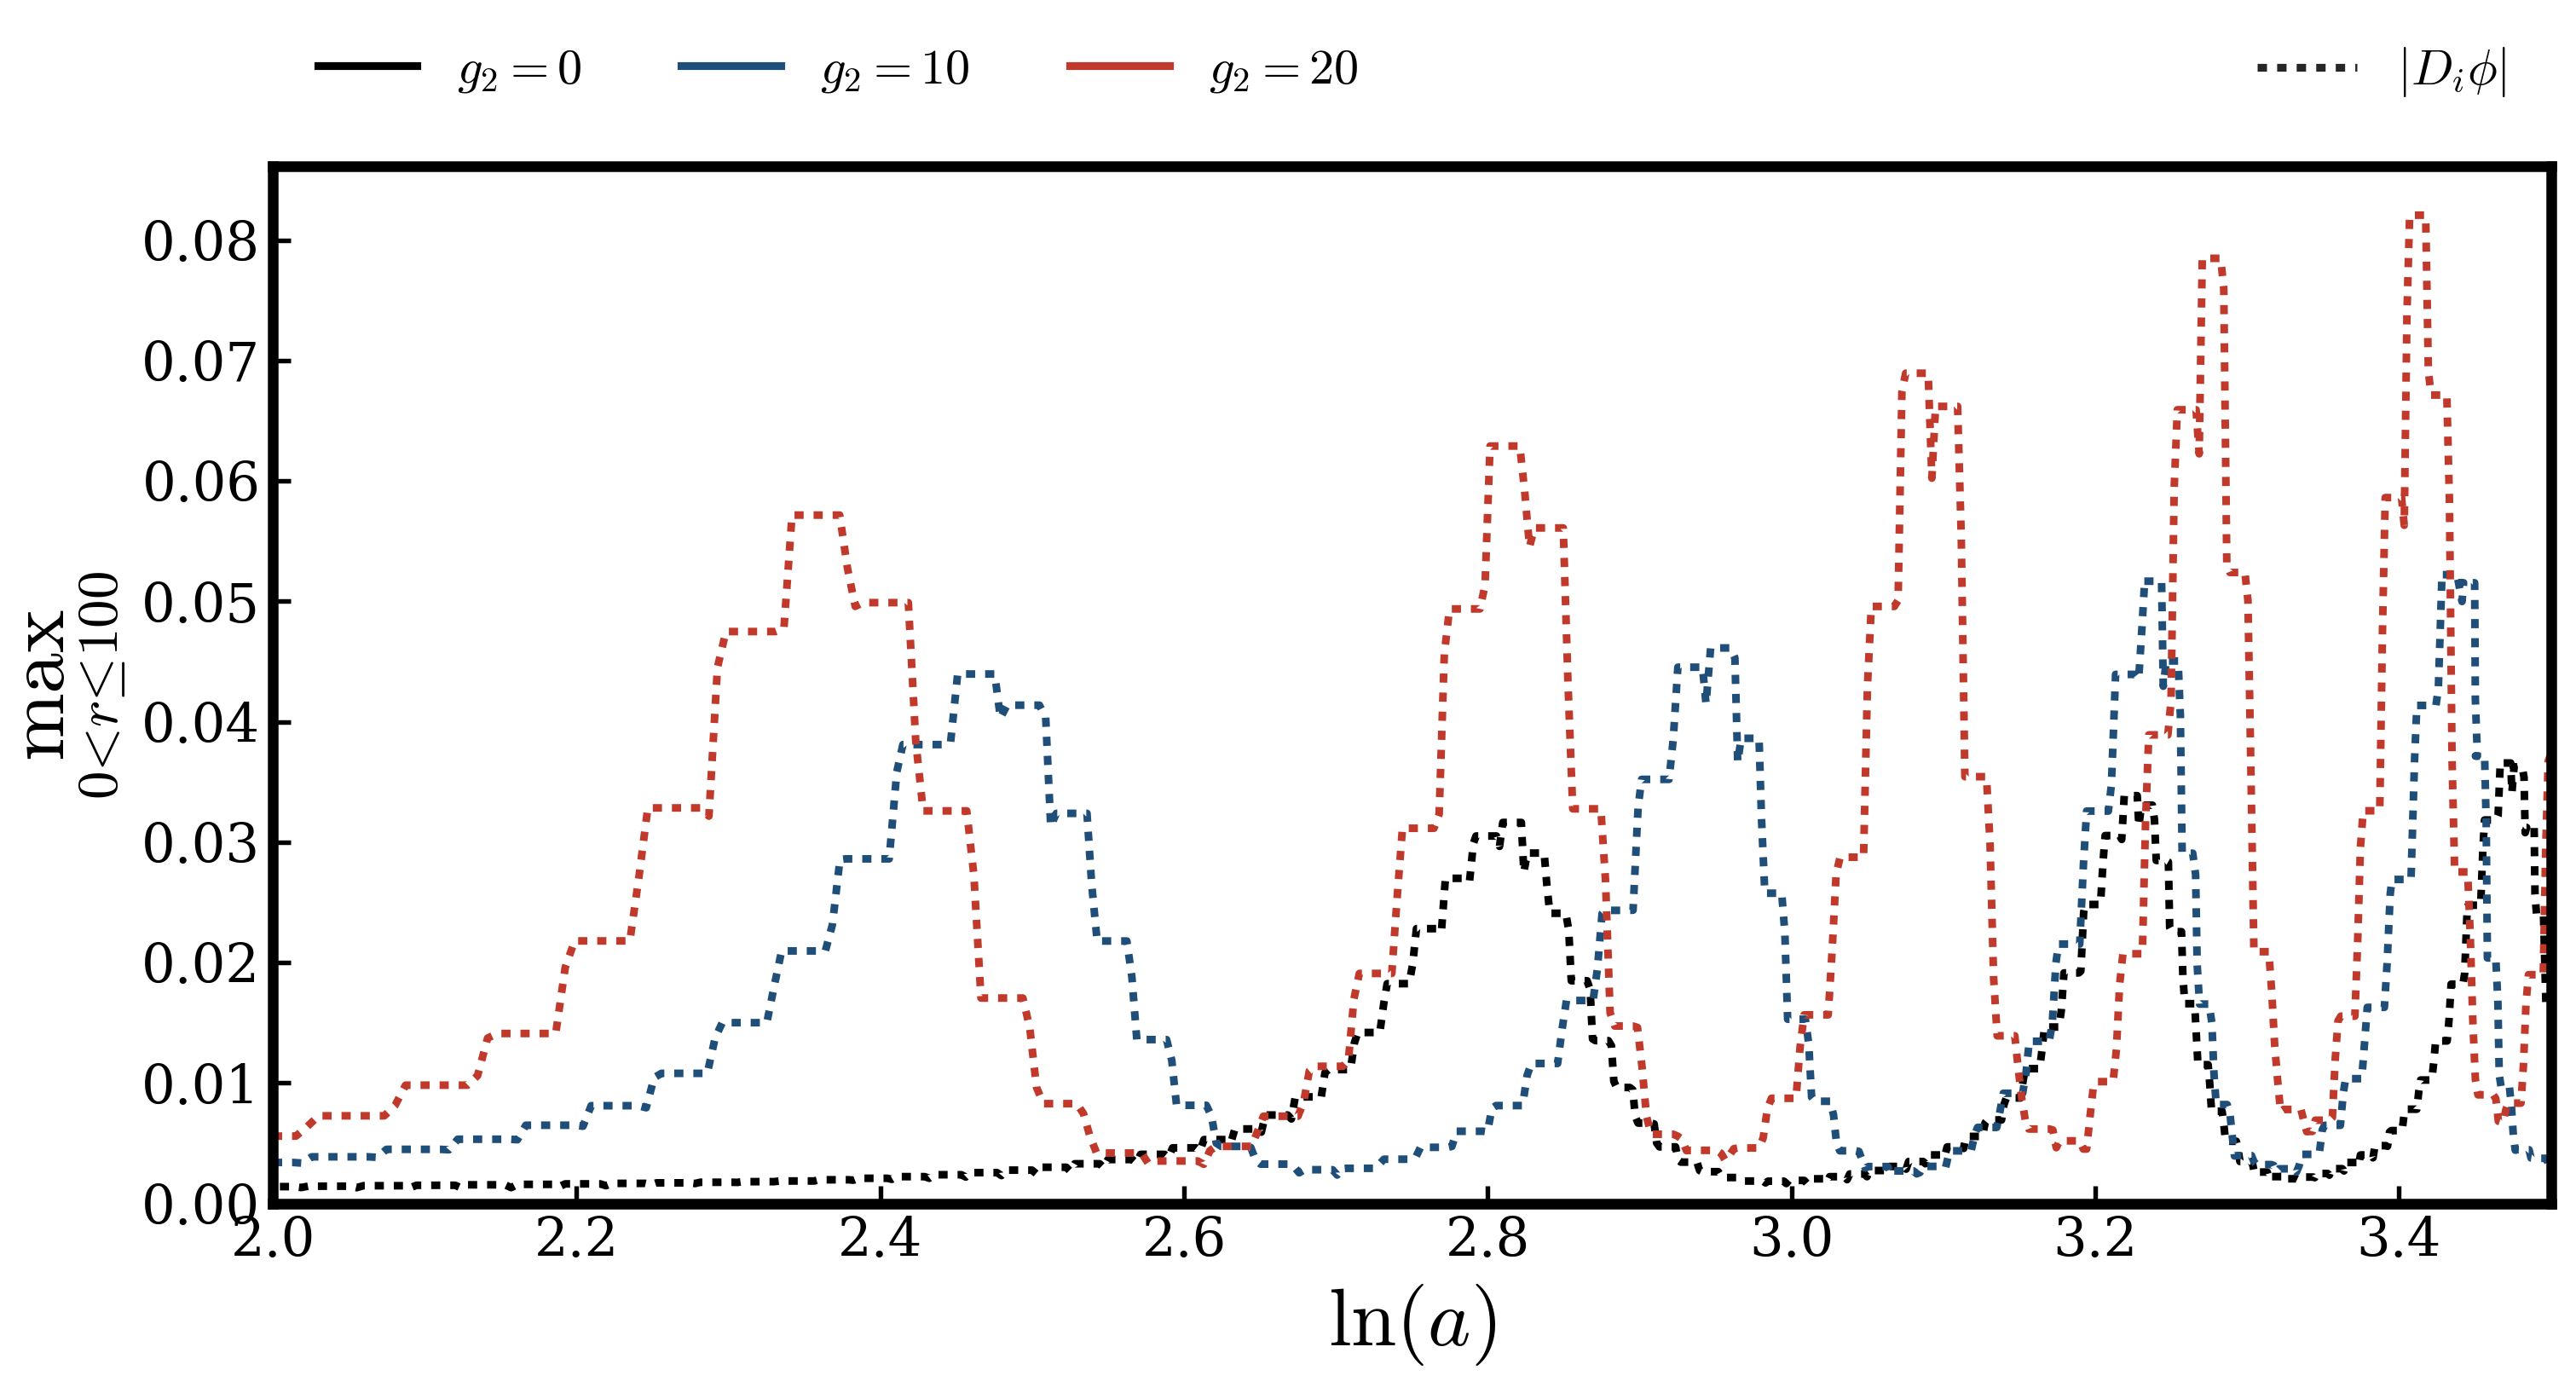 g₂ = 0 g₂ = 10 g₂ = 20 |Dᵢϕ|
max
0<r≤100
0.08
0.07
0.06
0.05
0.04
0.03
0.02
0.01
0.00
2.0 2.2 2.4 2.6 2.8 3.0 3.2 3.4
ln(a)